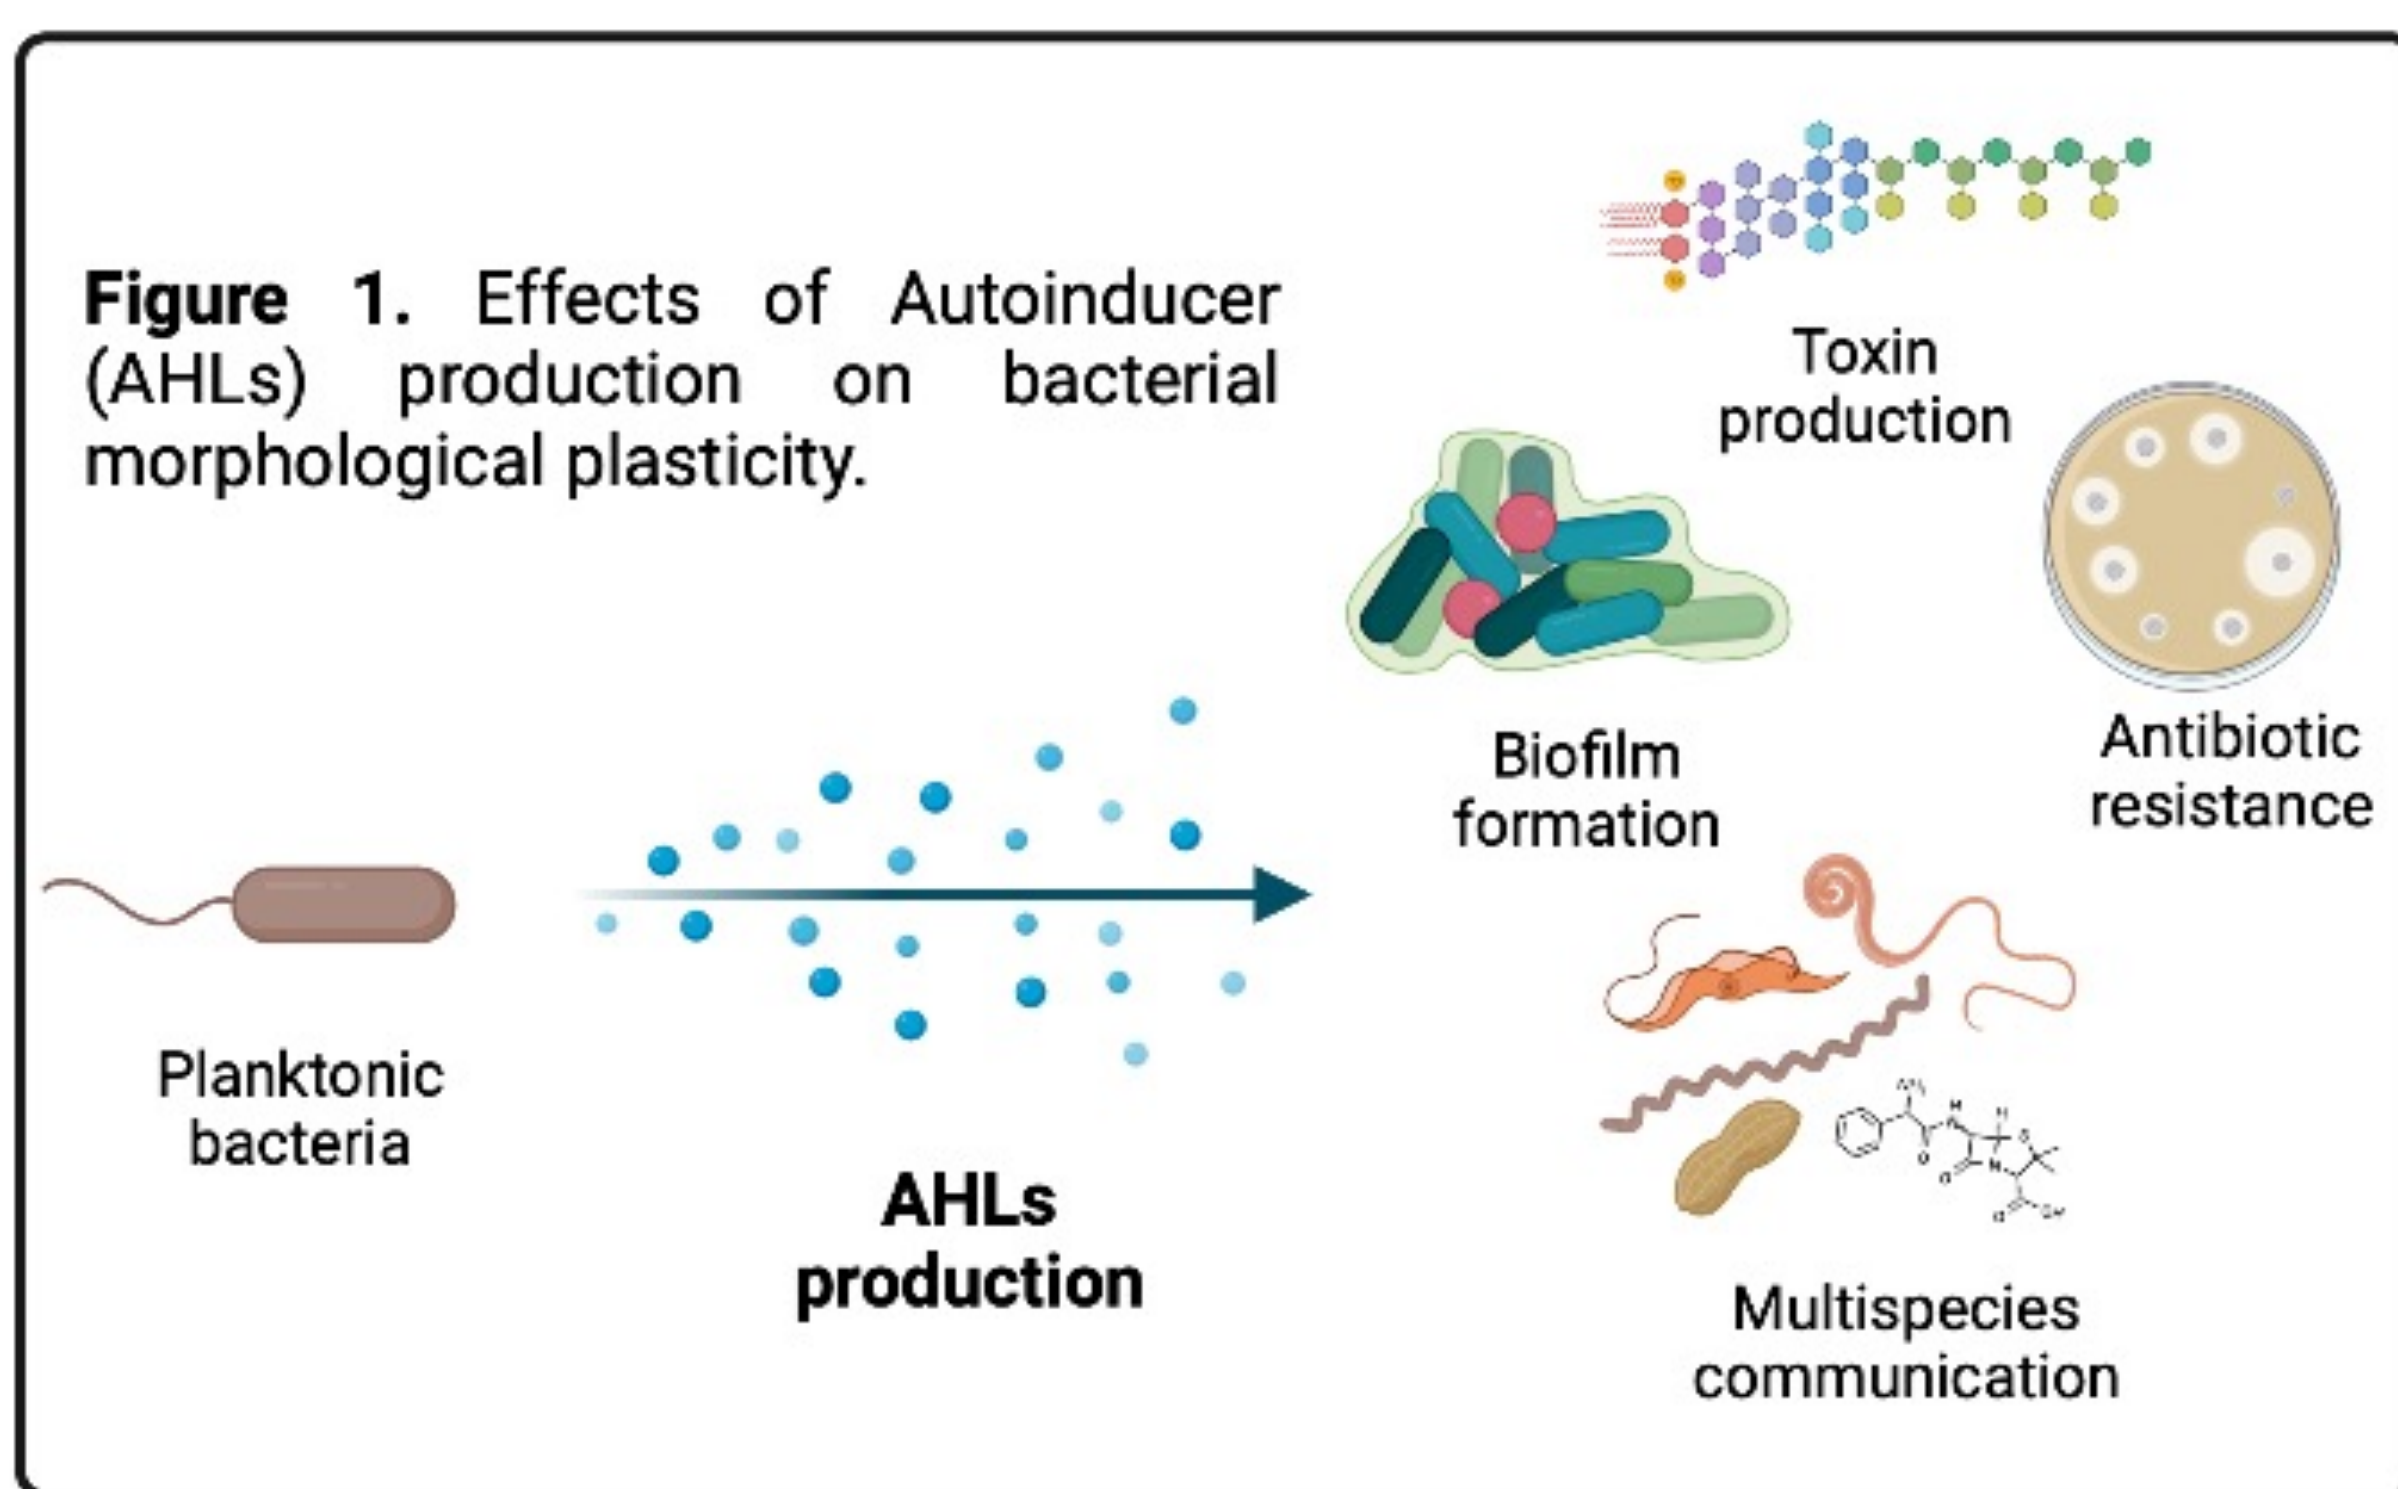 Figure 1. Effects of Autoinducer
(AHLs) production on bacterial
morphological plasticity.
Toxin
production
Antibiotic
resistance
Biofilm
formation
Planktonic
bacteria
AHLs
production
Multispecies
communication